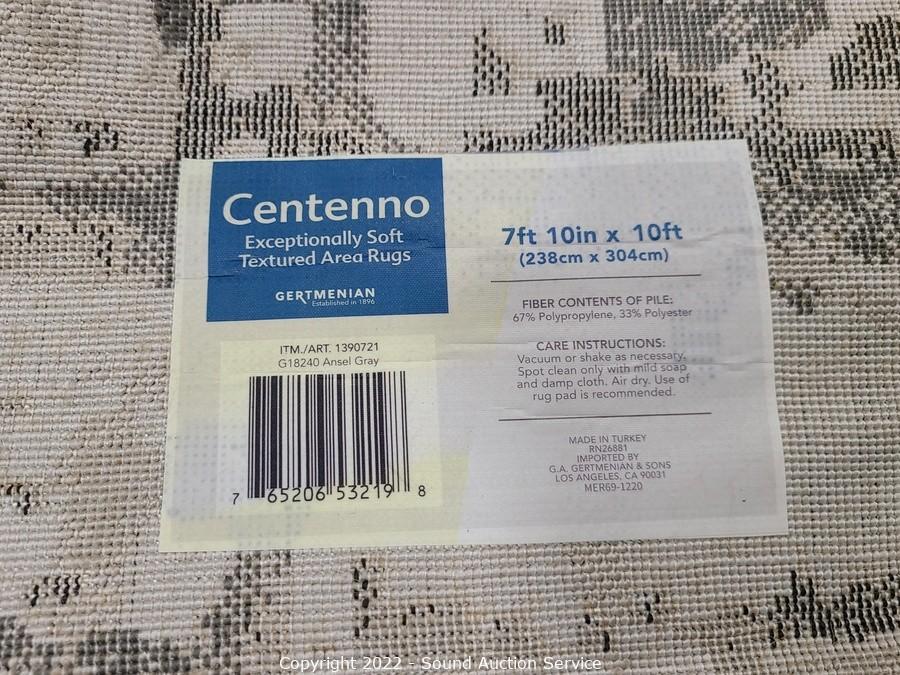 Centenno
Exceptionally Soft
Textured Area Rugs
GERTMENIAN
Established in 1896
ITM./ART. 1390721
G18240 Ansel Gray
7 65206 53219 8
7ft 10in x 10ft
(238cm x 304cm)
FIBER CONTENTS OF PILE:
67% Polypropylene, 33% Polyester
CARE INSTRUCTIONS:
Vacuum or shake as necessary.
Spot clean only with mild soap
and damp cloth. Air dry. Use of
rug pad is recommended.
MADE IN TURKEY
RN26881
IMPORTED BY
G.A. GERTMENIAN & SONS
LOS ANGELES, CA 90031
MER69-1220
Copyright 2022 - Sound Auction Service